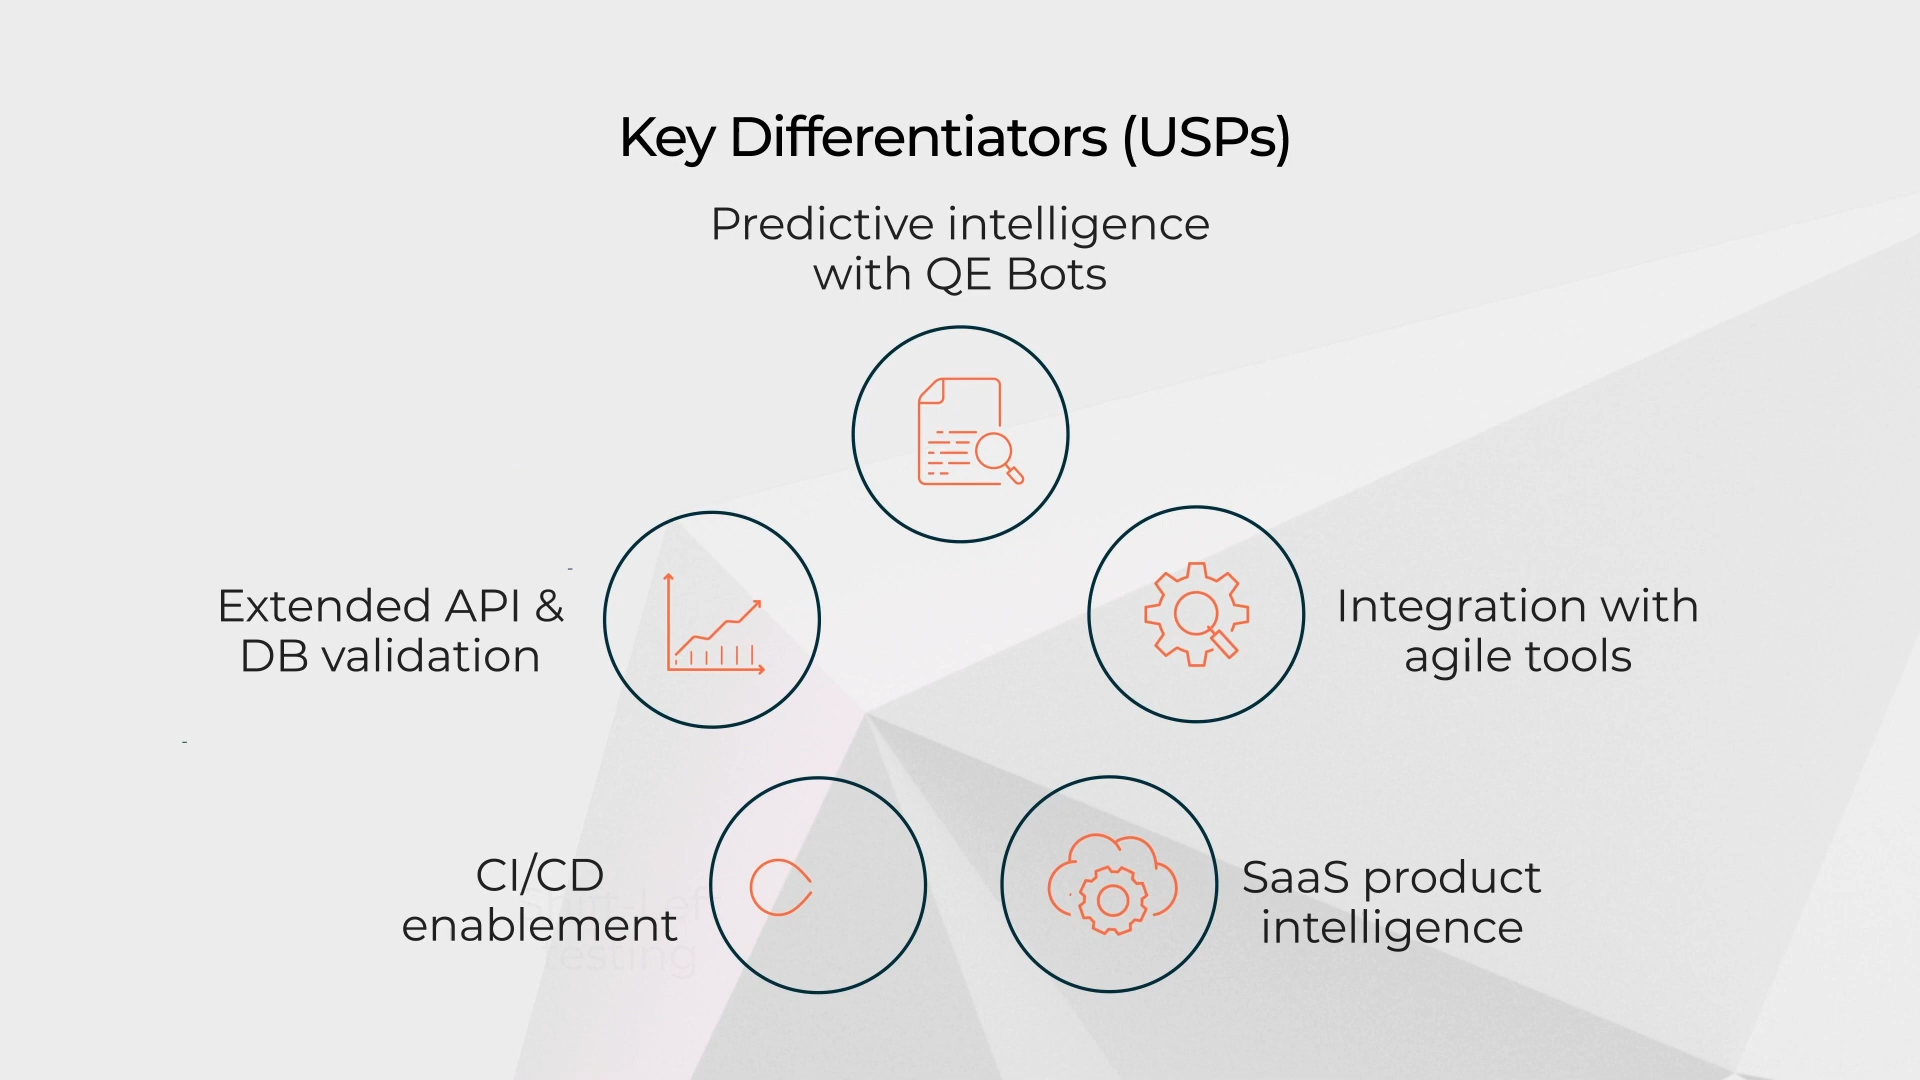 Key Differentiators (USPs)
Predictive intelligence
with QE Bots
Extended API &
DB validation
Integration with
agile tools
CI/CD
enablement
SaaS product
intelligence
testing